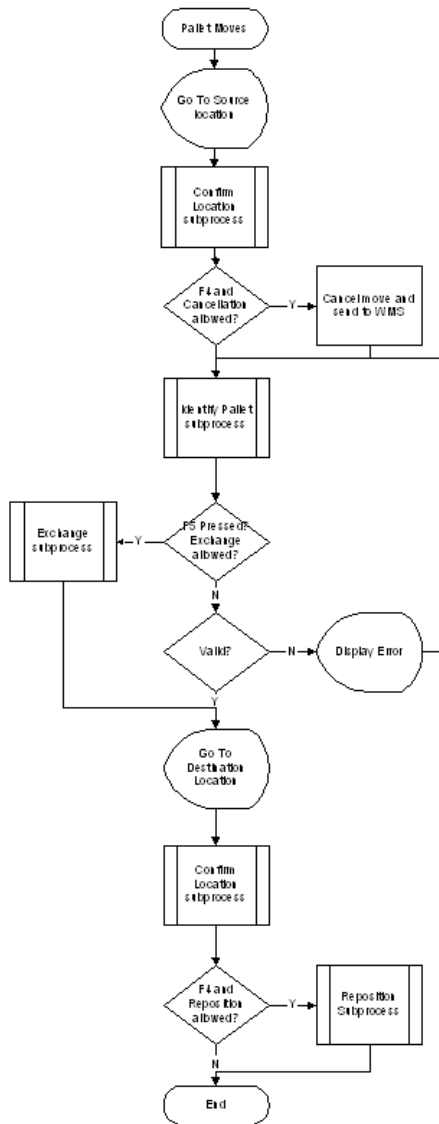 Pallet Moves
Go To Source
location
Confirm
Location
subprocess
F4 and
Cancellation
allowed?
Y
Cancel move and
send to WMS
Identify Pallet
subprocess
F5 Pressed?
Exchange
allowed?
Y
Exchange
subprocess
N
Valid?
N
Display Error
Y
Go To
Destination
Location
Confirm
Location
subprocess
F4 and
Reposition
allowed?
Y
Reposition
Subprocess
N
End